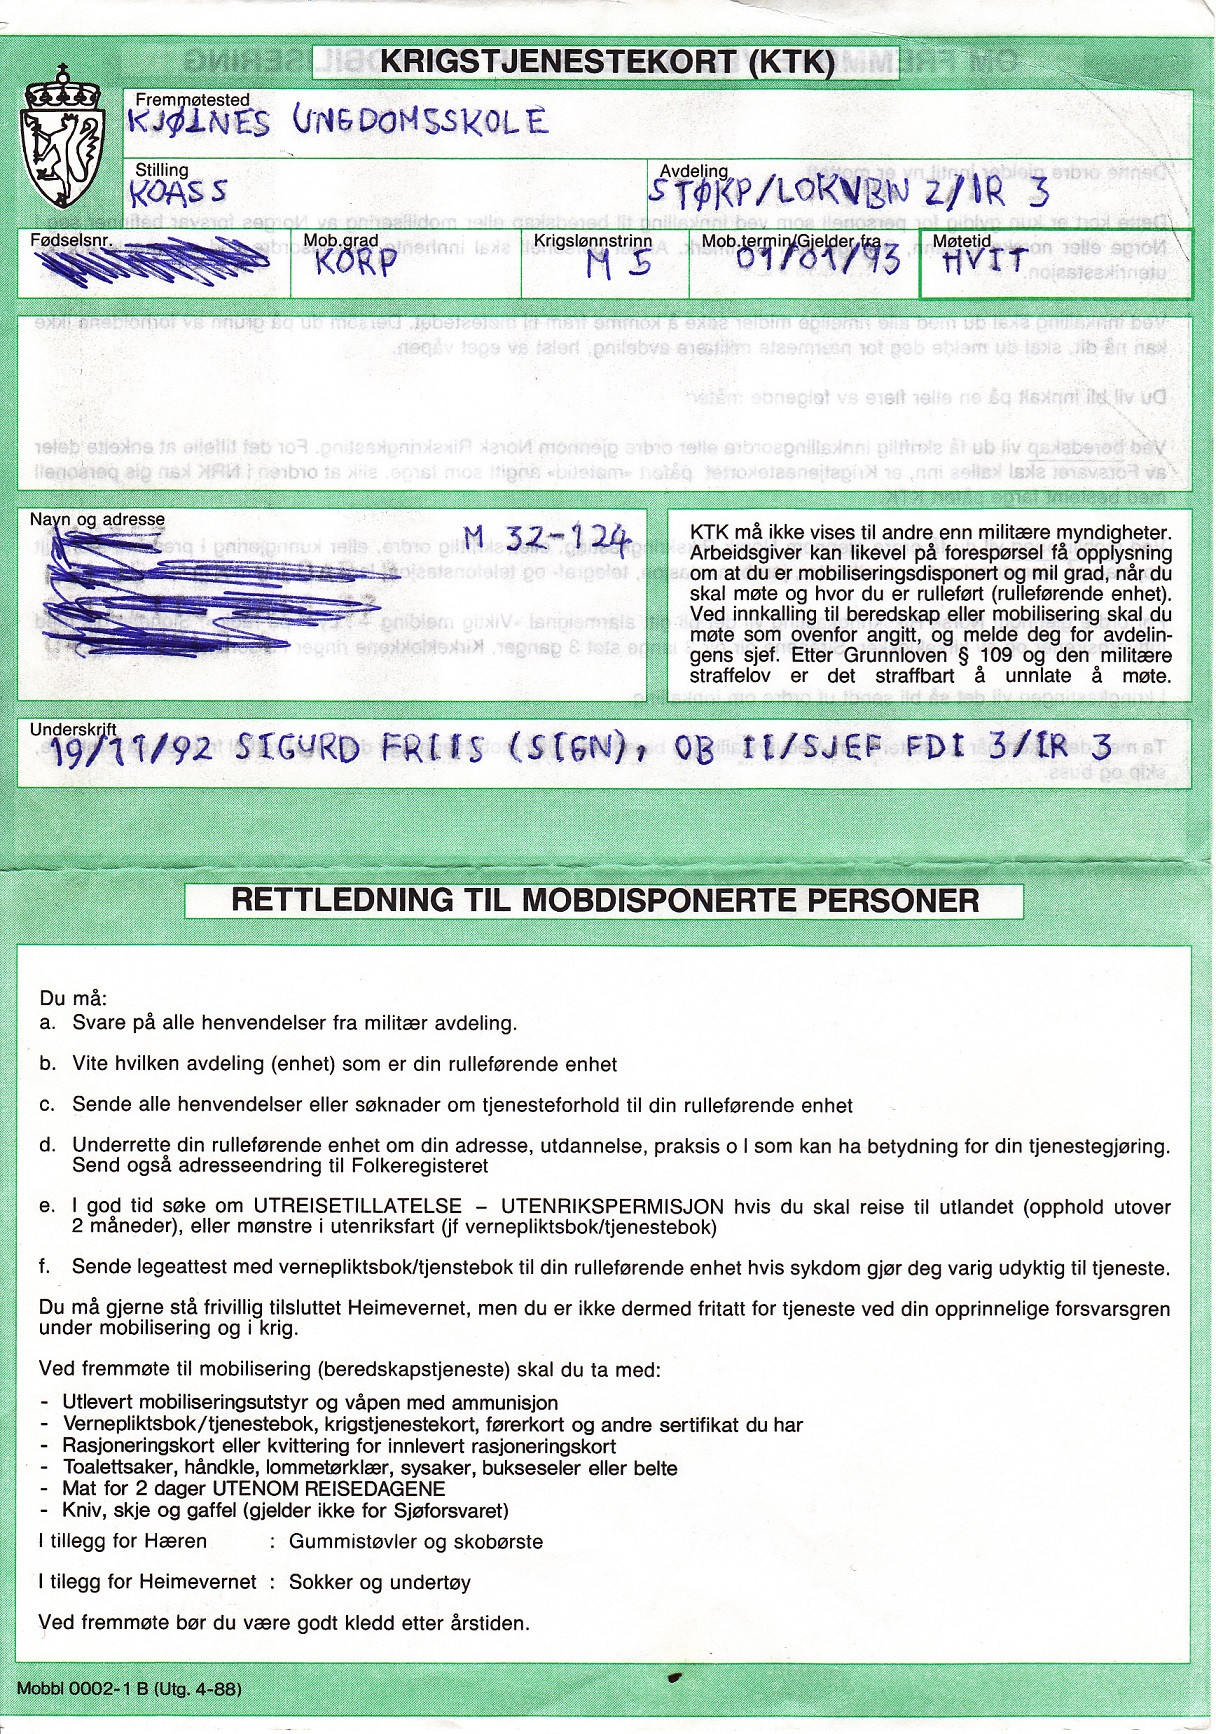 KRIGSTJENESTEKORT (KTK)
Fremmøtested
KJØLNES UNGDOMSSKOLE
Stilling
KOASS
Avdeling
STØKP/LOKVBN 2/IR 3
Fødselsnr.
Mob.grad
KORP
Krigslønnstrinn
M 5
Mob.termin/Gjelder fra
01/01/93
Møtetid
HVIT
Navn og adresse
M 32-124
KTK må ikke vises til andre enn militære myndigheter.
Arbeidsgiver kan likevel på forespørsel få opplysning
om at du er mobiliseringsdisponert og mil grad, når du
skal møte og hvor du er rulleført (rulleførende enhet).
Ved innkalling til beredskap eller mobilisering skal du
møte som ovenfor angitt, og melde deg for avdelin-
gens sjef. Etter Grunnloven § 109 og den militære
straffelov er det straffbart å unnlate å møte.
Underskrift
19/11/92 SIGURD FRIIS (SIGN), OB II/SJEF FDI 3/IR 3
RETTLEDNING TIL MOBDISPONERTE PERSONER
Du må:
a. Svare på alle henvendelser fra militær avdeling.
b. Vite hvilken avdeling (enhet) som er din rulleførende enhet
c. Sende alle henvendelser eller søknader om tjenesteforhold til din rulleførende enhet
d. Underrette din rulleførende enhet om din adresse, utdannelse, praksis o l som kan ha betydning for din tjenestegjøring.
Send også adresseendring til Folkeregisteret
e. I god tid søke om UTREISETILLATELSE – UTENRIKSPERMISJON hvis du skal reise til utlandet (opphold utover
2 måneder), eller mønstre i utenriksfart (jf vernepliktsbok/tjenestebok)
f. Sende legeattest med vernepliktsbok/tjenstebok til din rulleførende enhet hvis sykdom gjør deg varig udyktig til tjeneste.
Du må gjerne stå frivillig tilsluttet Heimevernet, men du er ikke dermed fritatt for tjeneste ved din opprinnelige forsvarsgren
under mobilisering og i krig.
Ved fremmøte til mobilisering (beredskapstjeneste) skal du ta med:
- Utlevert mobiliseringsutstyr og våpen med ammunisjon
- Vernepliktsbok/tjenestebok, krigstjenestekort, førerkort og andre sertifikat du har
- Rasjoneringskort eller kvittering for innlevert rasjoneringskort
- Toalettsaker, håndkle, lommetørklær, sysaker, bukseseler eller belte
- Mat for 2 dager UTENOM REISEDAGENE
- Kniv, skje og gaffel (gjelder ikke for Sjøforsvaret)
I tillegg for Hæren : Gummistøvler og skobørste
I tilegg for Heimevernet : Sokker og undertøy
Ved fremmøte bør du være godt kledd etter årstiden.
Mobbl 0002-1 B (Utg. 4-88)